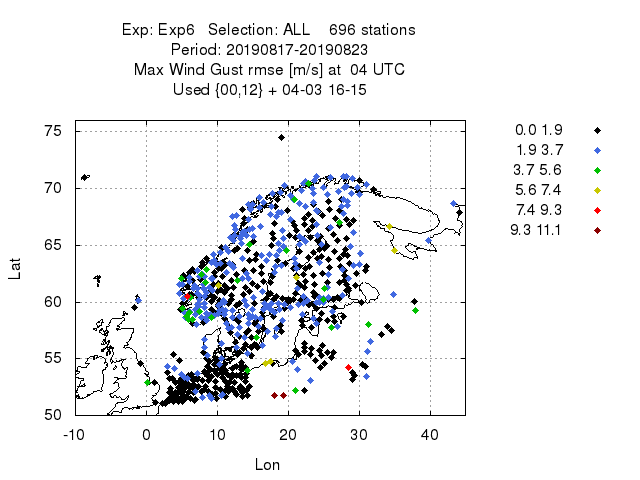 Exp: Exp6 Selection: ALL 696 stations
Period: 20190817-20190823
Max Wind Gust rmse [m/s] at 04 UTC
Used {00,12} + 04-03 16-15
75
70
65
60
55
50
-10 0 10 20 30 40
Lat
Lon
0.0 1.9
1.9 3.7
3.7 5.6
5.6 7.4
7.4 9.3
9.3 11.1